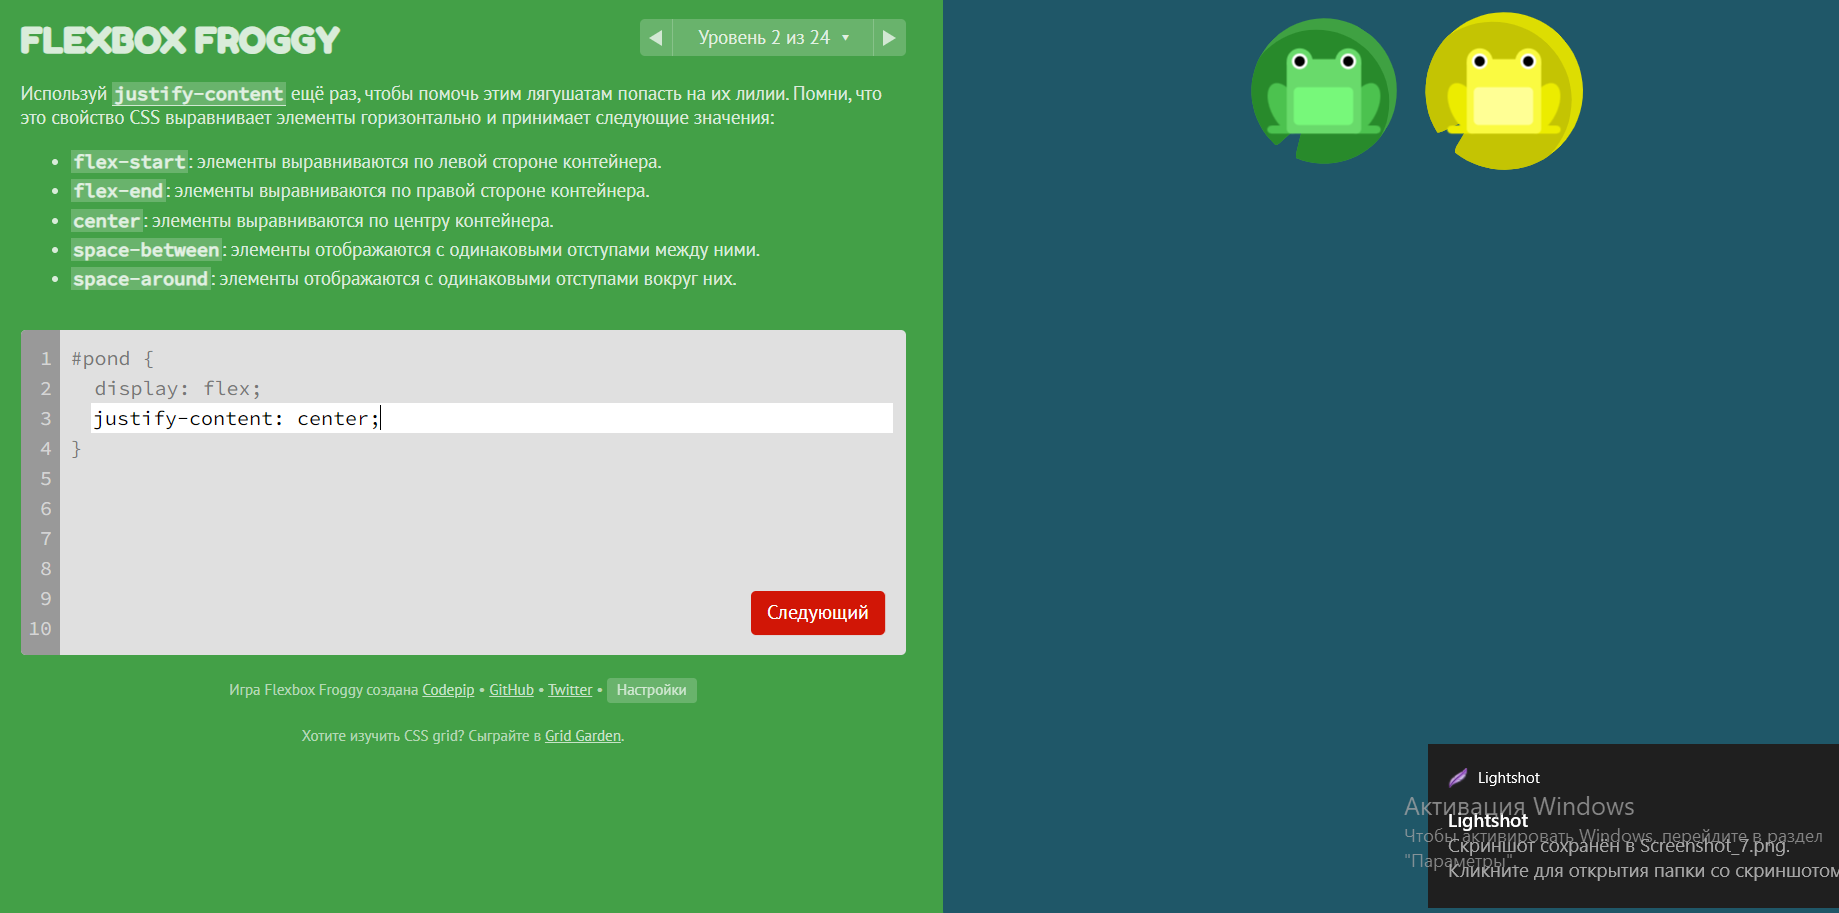 FLEXBOX FROGGY
Уровень 2 из 24
Используй justify-content ещё раз, чтобы помочь этим лягушатам попасть на их лилии. Помни, что
это свойство CSS выравнивает элементы горизонтально и принимает следующие значения:
• flex-start: элементы выравниваются по левой стороне контейнера.
• flex-end: элементы выравниваются по правой стороне контейнера.
• center: элементы выравниваются по центру контейнера.
• space-between: элементы отображаются с одинаковыми отступами между ними.
• space-around: элементы отображаются с одинаковыми отступами вокруг них.
1 #pond {
2 display: flex;
3 justify-content: center;
4 }
5
6
7
8
9
10
Следующий
Игра Flexbox Froggy создана Codepip • GitHub • Twitter • Настройки
Хотите изучить CSS grid? Сыграйте в Grid Garden.
Lightshot
Активация Windows
Lightshot
Чтобы активировать Windows, перейдите в раздел
Скриншот сохранён в Screenshot_7.png.
"Параметры"
Кликните для открытия папки со скриншотом